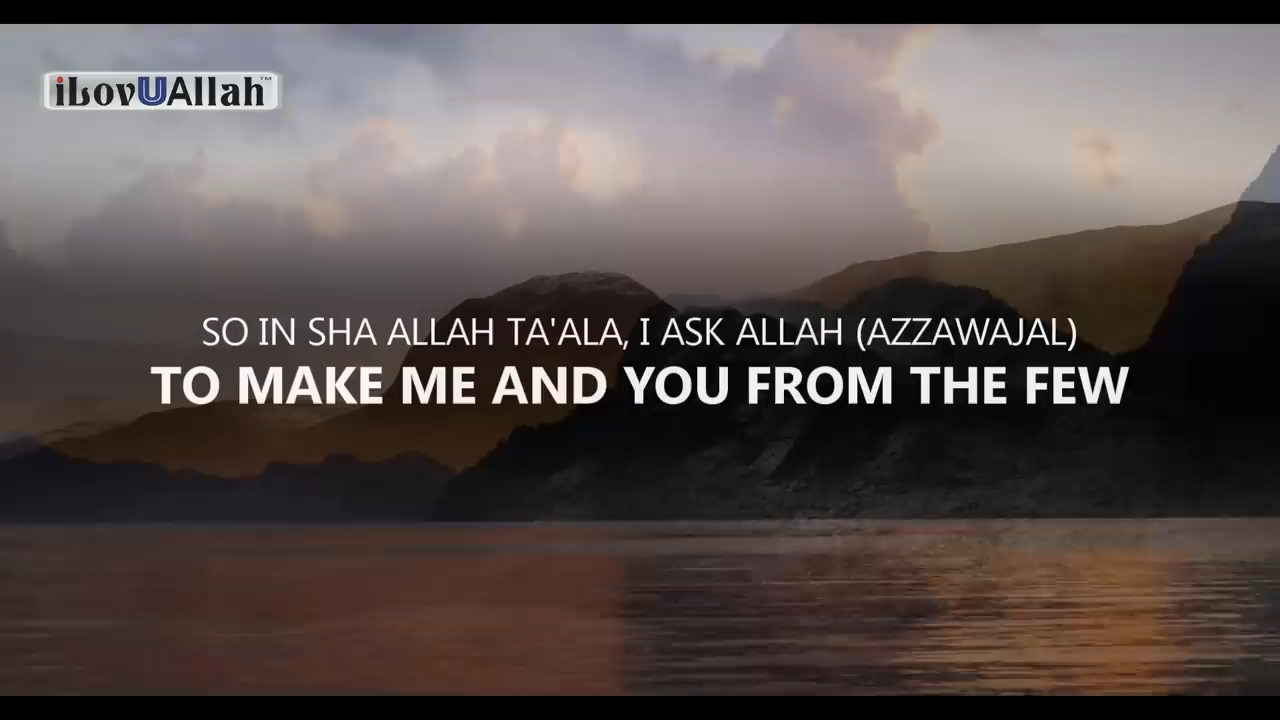 iLovUAllah™
SO IN SHA ALLAH TA'ALA, I ASK ALLAH (AZZAWAJAL)
TO MAKE ME AND YOU FROM THE FEW